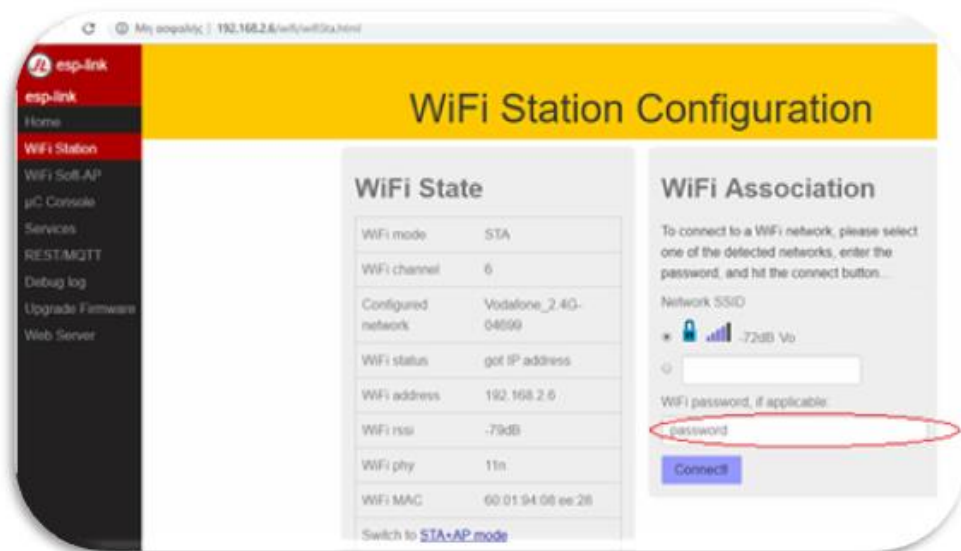 Μη ασφαλής | 192.168.2.6/wifi/wifiSta.html
esp-link
esp-link
Home
WiFi Station
WiFi Soft-AP
µC Console
Services
REST/MQTT
Debug log
Upgrade Firmware
Web Server
WiFi Station Configuration
WiFi State
WiFi mode STA
WiFi channel 6
Configured Vodafone_2.4G-
network 04699
WiFi status got IP address
WiFi address 192.168.2.6
WiFi rssi -79dB
WiFi phy 11n
WiFi MAC 60:01:94:08:ee:28
Switch to STA+AP mode
WiFi Association
To connect to a WiFi network, please select
one of the detected networks, enter the
password, and hit the connect button...
Network SSID
-72dB Vo
WiFi password, if applicable:
password
Connect!